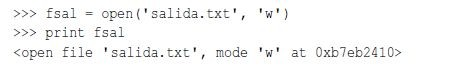 >>> fsal = open('salida.txt', 'w')
>>> print fsal
<open file 'salida.txt', mode 'w' at 0xb7eb2410>